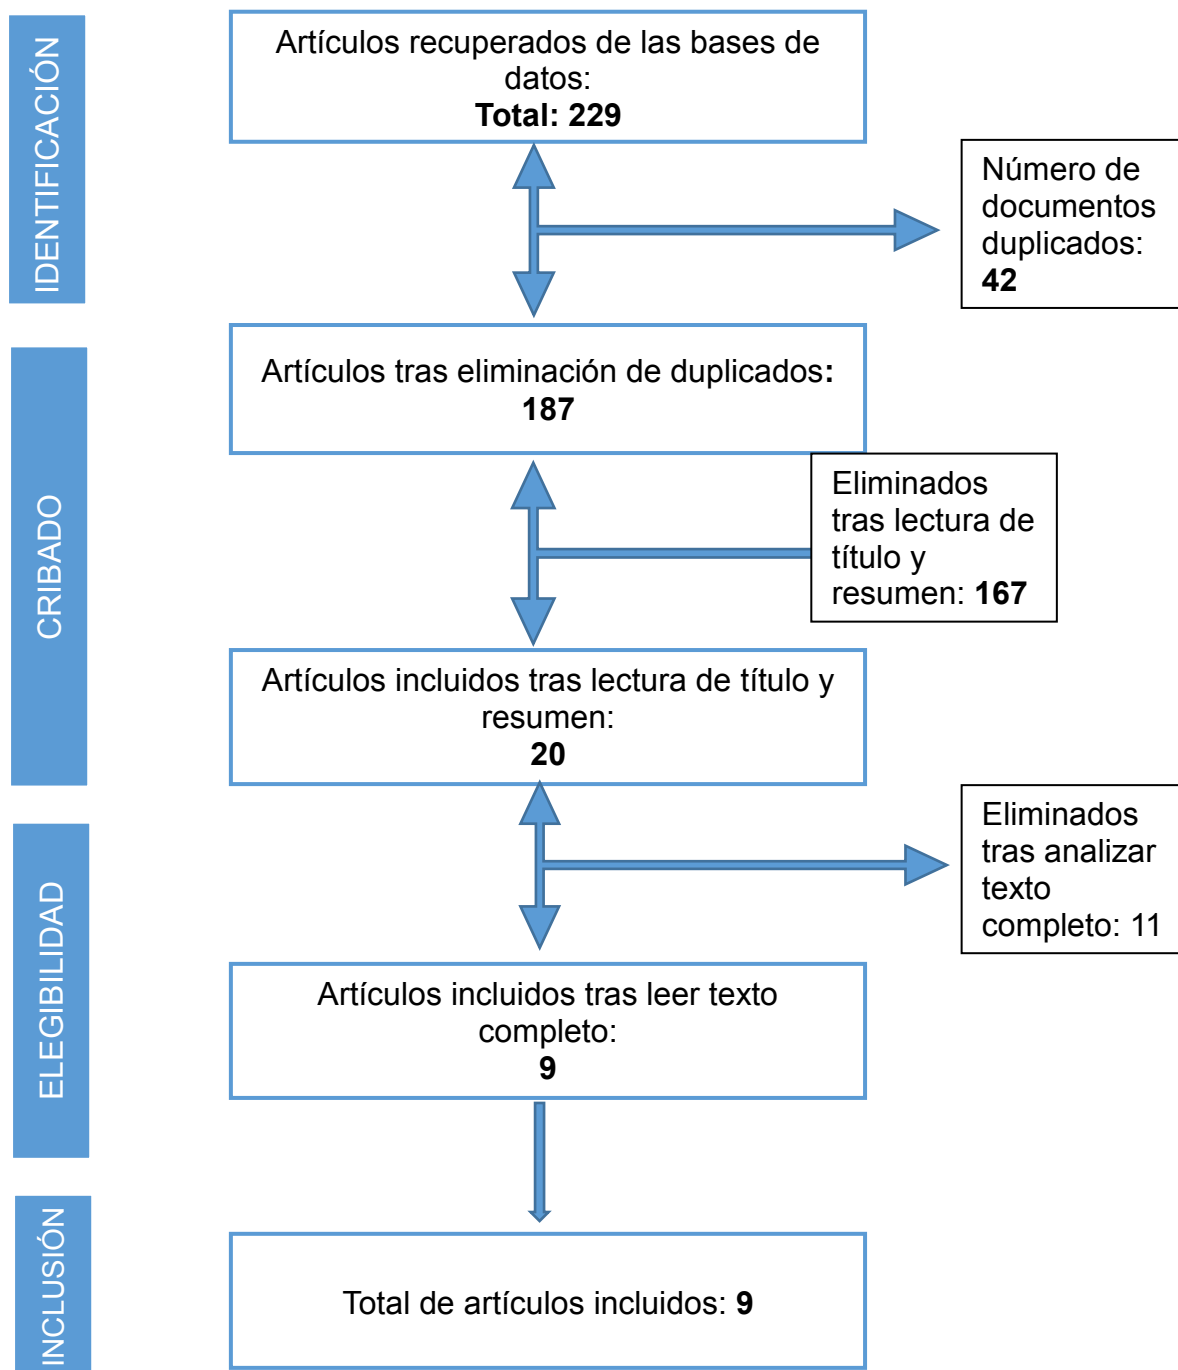 IDENTIFICACIÓN
Artículos recuperados de las bases de
datos:
Total: 229
Número de
documentos
duplicados:
42
CRIBADO
Artículos tras eliminación de duplicados:
187
Eliminados
tras lectura de
título y
resumen: 167
Artículos incluidos tras lectura de título y
resumen:
20
ELEGIBILIDAD
Eliminados
tras analizar
texto
completo: 11
Artículos incluidos tras leer texto
completo:
9
INCLUSIÓN
Total de artículos incluidos: 9